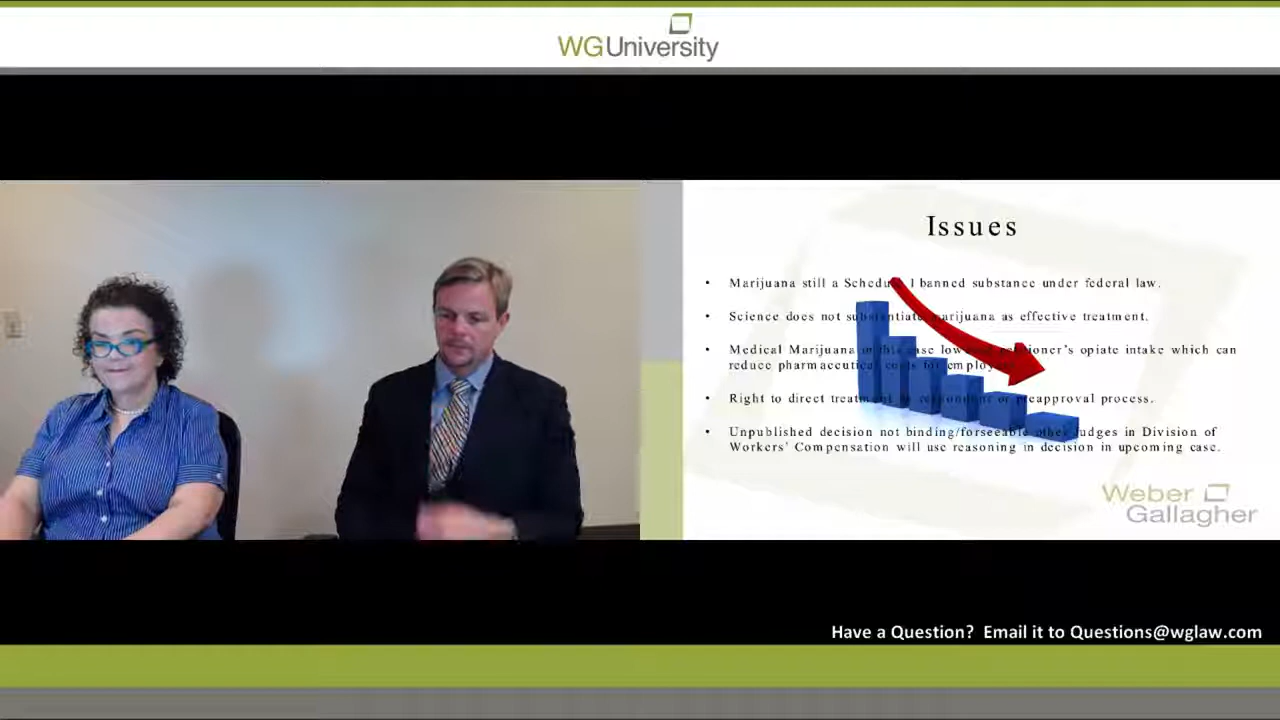 WGUniversity
Issues
• Marijuana still a Schedule I banned substance under federal law.
• Science does not substantiate marijuana as effective treatment.
• Medical Marijuana in this case lowered petitioner's opiate intake which can
reduce pharmaceutical costs for employer
• Right to direct treatment by respondent or preapproval process.
• Unpublished decision not binding/forseeable other Judges in Division of
Workers' Compensation will use reasoning in decision in upcoming case.
Weber
Gallagher
Have a Question? Email it to Questions@wglaw.com